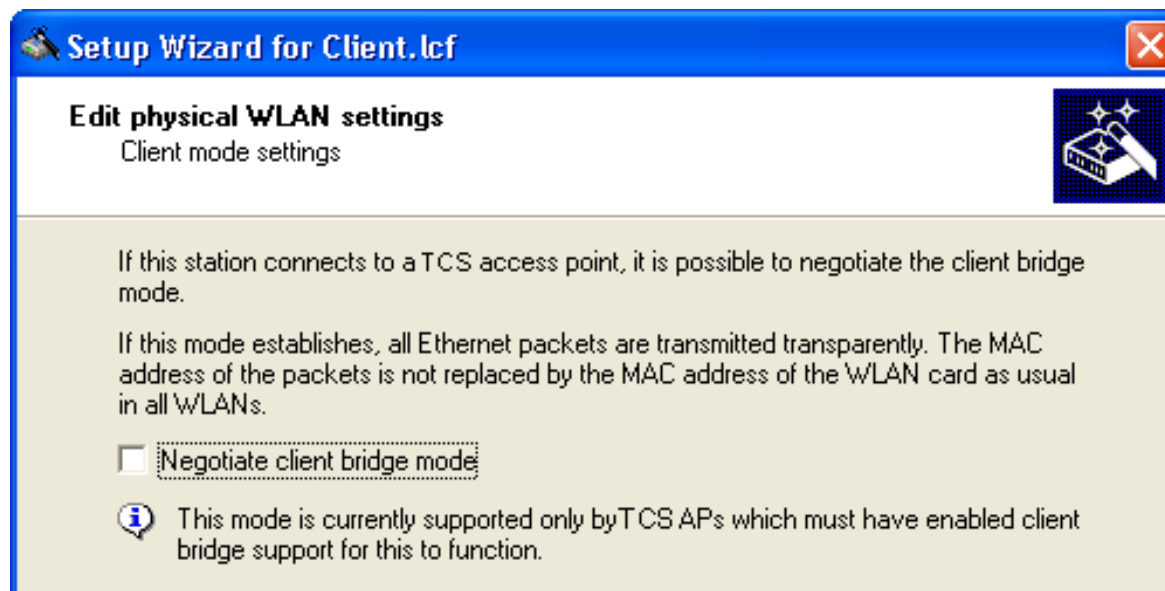 Setup Wizard for Client.lcf
Edit physical WLAN settings
Client mode settings
If this station connects to a TCS access point, it is possible to negotiate the client bridge
mode.
If this mode establishes, all Ethernet packets are transmitted transparently. The MAC
address of the packets is not replaced by the MAC address of the WLAN card as usual
in all WLANs.
Negotiate client bridge mode
This mode is currently supported only by TCS APs which must have enabled client
bridge support for this to function.